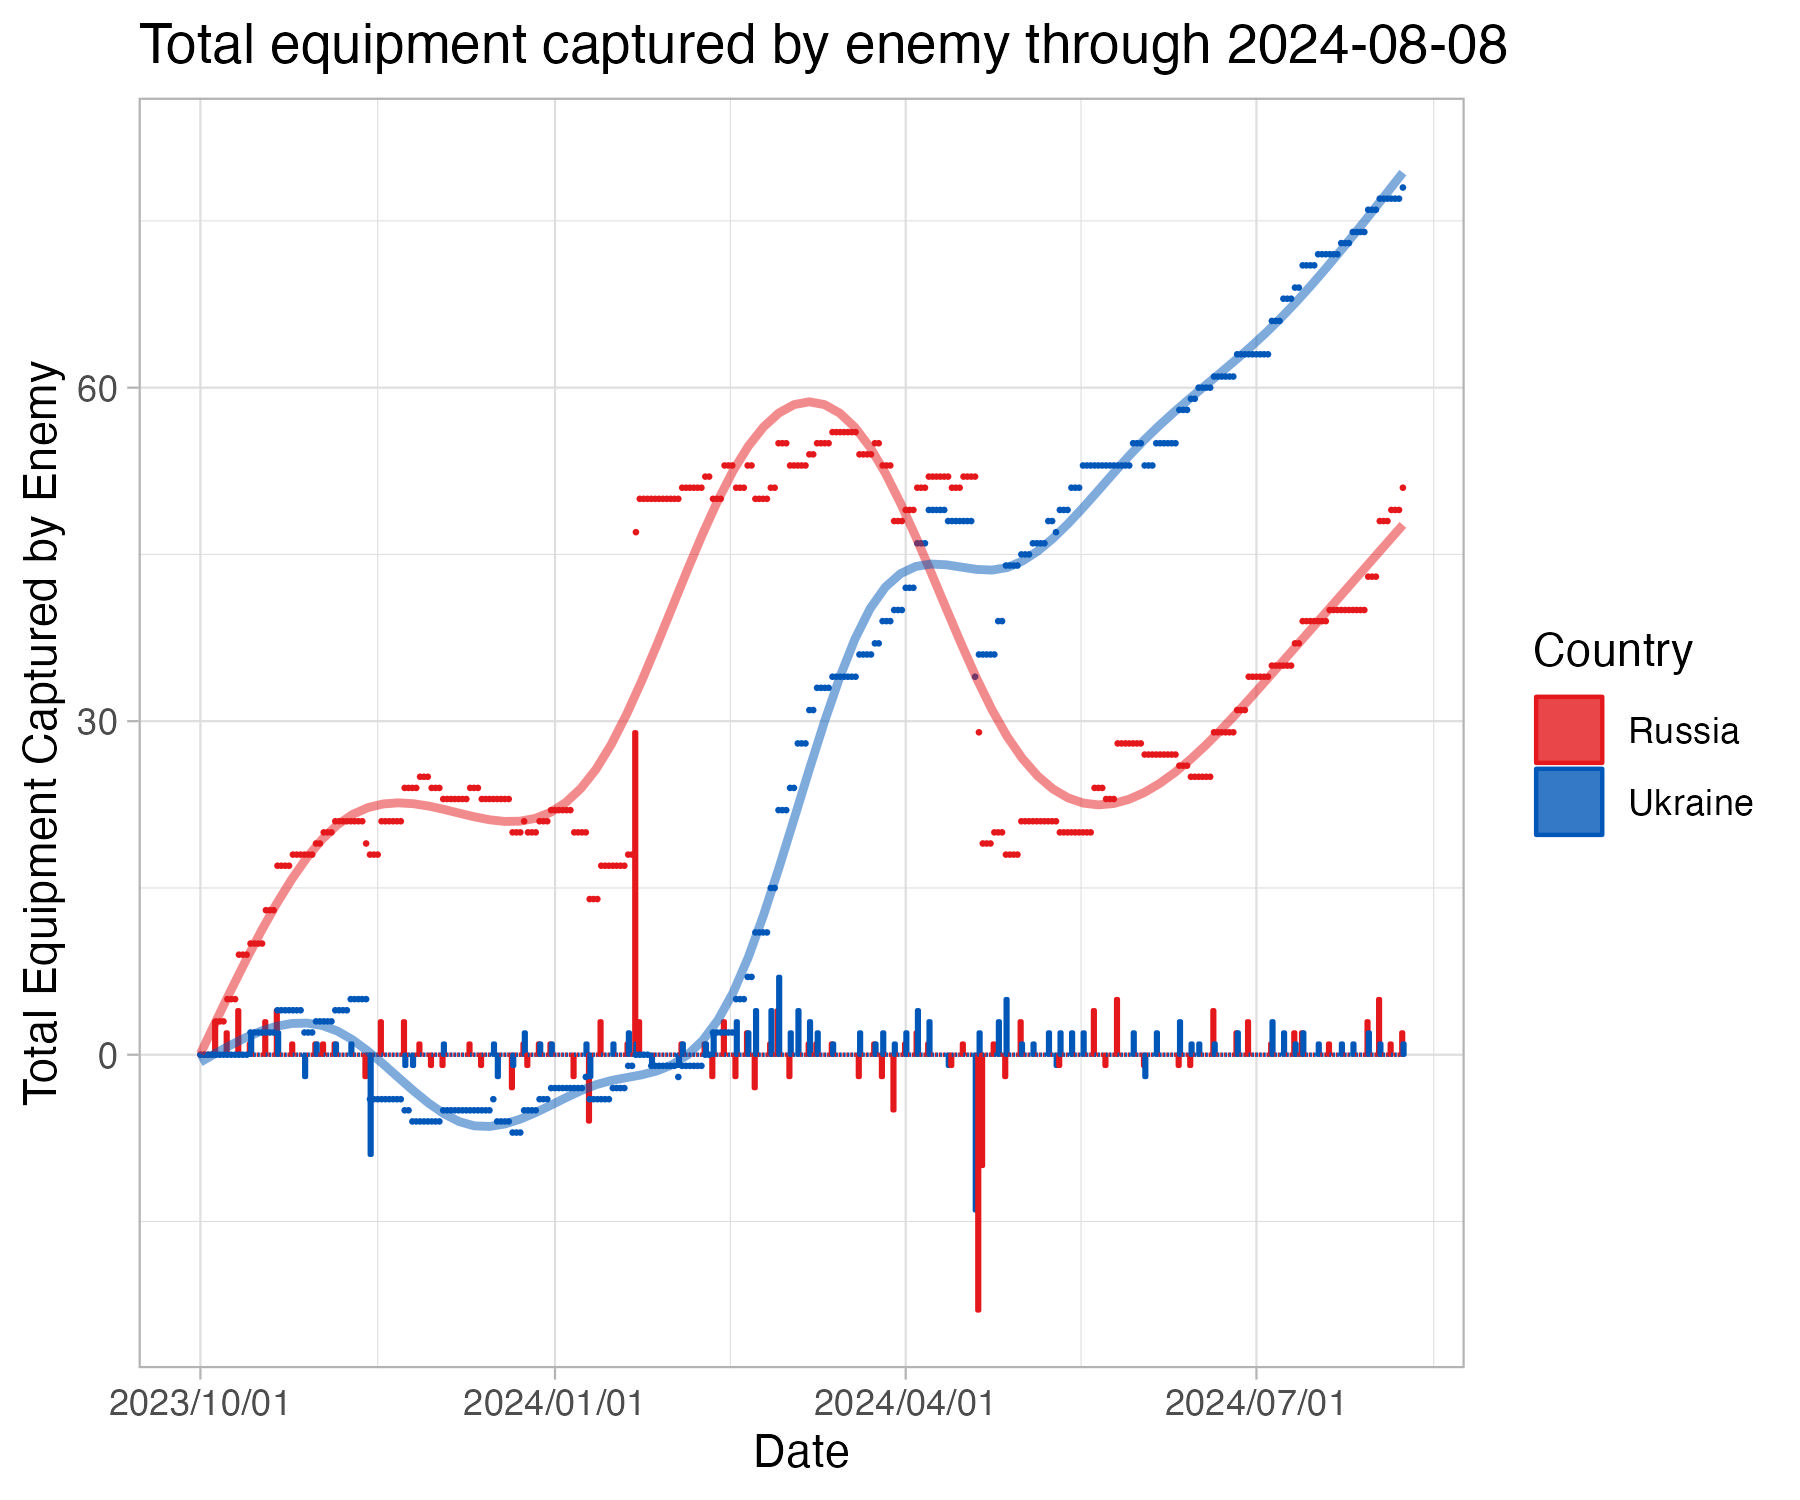 Total equipment captured by enemy through 2024-08-08
Total Equipment Captured by Enemy
60
30
0
2023/10/01
2024/01/01
2024/04/01
2024/07/01
Date
Country
Russia
Ukraine